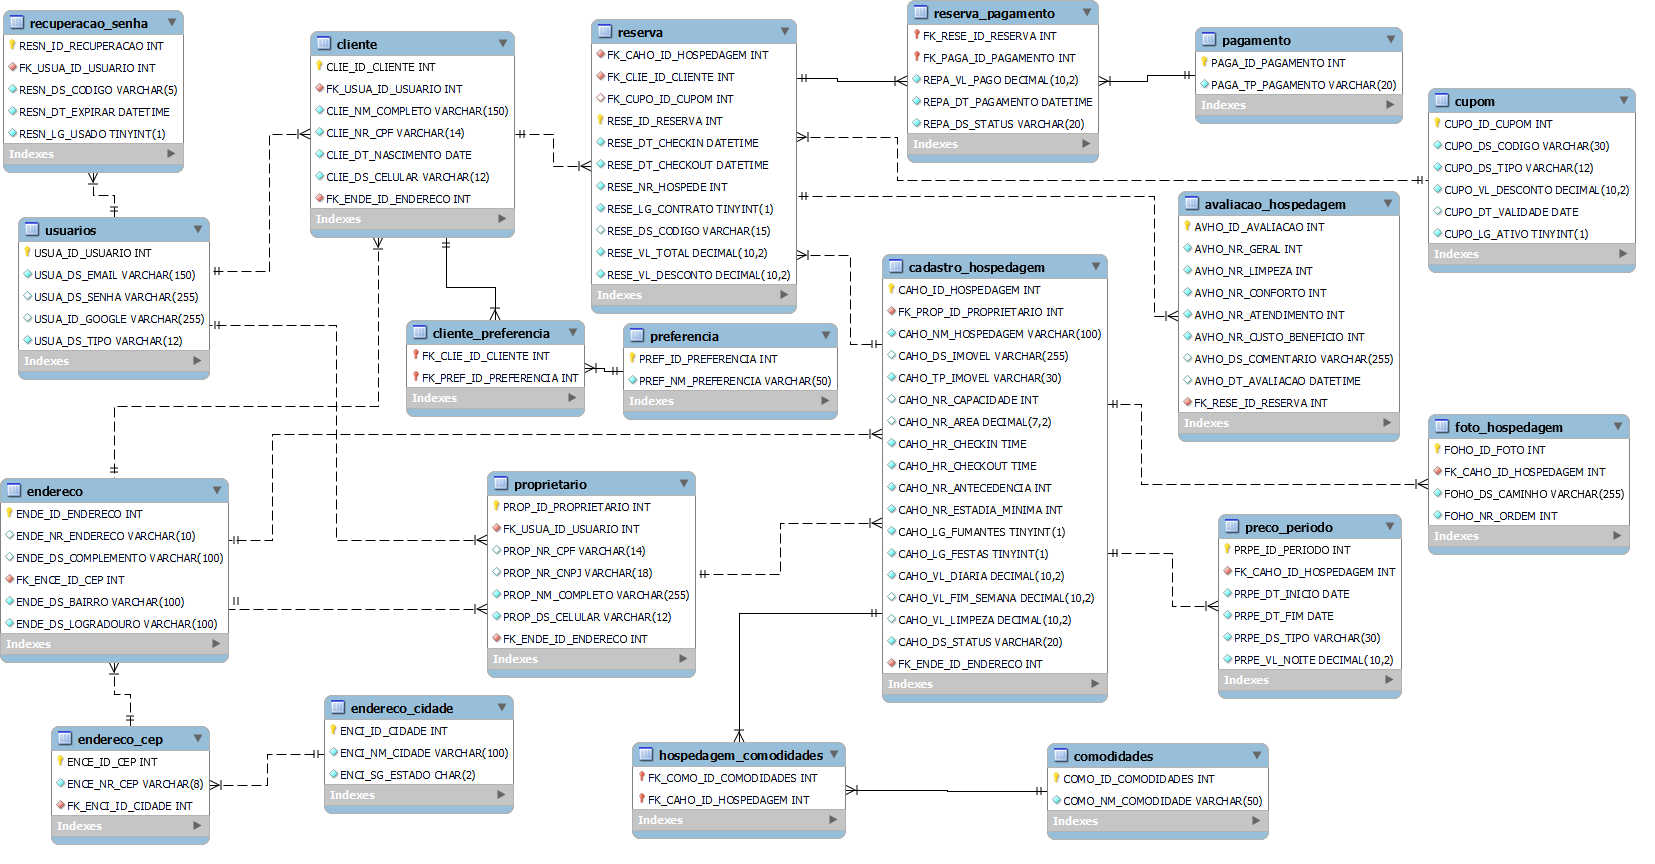 recuperacao_senha
RESN_ID_RECUPERACAO INT
FK_USUA_ID_USUARIO INT
RESN_DS_CODIGO VARCHAR(5)
RESN_DT_EXPIRAR DATETIME
RESN_LG_USADO TINYINT(1)
Indexes
cliente
CLIE_ID_CLIENTE INT
FK_USUA_ID_USUARIO INT
CLIE_NM_COMPLETO VARCHAR(150)
CLIE_NR_CPF VARCHAR(14)
CLIE_DT_NASCIMENTO DATE
CLIE_DS_CELULAR VARCHAR(12)
FK_ENDE_ID_ENDERECO INT
Indexes
reserva
FK_CAHO_ID_HOSPEDAGEM INT
FK_CLIE_ID_CLIENTE INT
FK_CUPO_ID_CUPOM INT
RESE_ID_RESERVA INT
RESE_DT_CHECKIN DATETIME
RESE_DT_CHECKOUT DATETIME
RESE_NR_HOSPEDE INT
RESE_LG_CONTRATO TINYINT(1)
RESE_DS_CODIGO VARCHAR(15)
RESE_VL_TOTAL DECIMAL(10,2)
RESE_VL_DESCONTO DECIMAL(10,2)
Indexes
reserva_pagamento
FK_RESE_ID_RESERVA INT
FK_PAGA_ID_PAGAMENTO INT
REPA_VL_PAGO DECIMAL(10,2)
REPA_DT_PAGAMENTO DATETIME
REPA_DS_STATUS VARCHAR(20)
Indexes
pagamento
PAGA_ID_PAGAMENTO INT
PAGA_TP_PAGAMENTO VARCHAR(20)
Indexes
cupom
CUPO_ID_CUPOM INT
CUPO_DS_CODIGO VARCHAR(30)
CUPO_DS_TIPO VARCHAR(12)
CUPO_VL_DESCONTO DECIMAL(10,2)
CUPO_DT_VALIDADE DATE
CUPO_LG_ATIVO TINYINT(1)
Indexes
usuarios
USUA_ID_USUARIO INT
USUA_DS_EMAIL VARCHAR(150)
USUA_DS_SENHA VARCHAR(255)
USUA_ID_GOOGLE VARCHAR(255)
USUA_DS_TIPO VARCHAR(12)
Indexes
avaliacao_hospedagem
AVHO_ID_AVALIACAO INT
AVHO_NR_GERAL INT
AVHO_NR_LIMPEZA INT
AVHO_NR_CONFORTO INT
AVHO_NR_ATENDIMENTO INT
AVHO_NR_CUSTO_BENEFICIO INT
AVHO_DS_COMENTARIO VARCHAR(255)
AVHO_DT_AVALIACAO DATETIME
FK_RESE_ID_RESERVA INT
Indexes
cadastro_hospedagem
CAHO_ID_HOSPEDAGEM INT
FK_PROP_ID_PROPRIETARIO INT
CAHO_NM_HOSPEDAGEM VARCHAR(100)
CAHO_DS_IMOVEL VARCHAR(255)
CAHO_TP_IMOVEL VARCHAR(30)
CAHO_NR_CAPACIDADE INT
CAHO_NR_AREA DECIMAL(7,2)
CAHO_HR_CHECKIN TIME
CAHO_HR_CHECKOUT TIME
CAHO_NR_ANTECEDENCIA INT
CAHO_NR_ESTADIA_MINIMA INT
CAHO_LG_FUMANTES TINYINT(1)
CAHO_LG_FESTAS TINYINT(1)
CAHO_VL_DIARIA DECIMAL(10,2)
CAHO_VL_FIM_SEMANA DECIMAL(10,2)
CAHO_VL_LIMPEZA DECIMAL(10,2)
CAHO_DS_STATUS VARCHAR(20)
FK_ENDE_ID_ENDERECO INT
Indexes
cliente_preferencia
FK_CLIE_ID_CLIENTE INT
FK_PREF_ID_PREFERENCIA INT
Indexes
preferencia
PREF_ID_PREFERENCIA INT
PREF_NM_PREFERENCIA VARCHAR(50)
Indexes
foto_hospedagem
FOHO_ID_FOTO INT
FK_CAHO_ID_HOSPEDAGEM INT
FOHO_DS_CAMINHO VARCHAR(255)
FOHO_NR_ORDEM INT
Indexes
endereco
ENDE_ID_ENDERECO INT
ENDE_NR_ENDERECO VARCHAR(10)
ENDE_DS_COMPLEMENTO VARCHAR(100)
FK_ENCE_ID_CEP INT
ENDE_DS_BAIRRO VARCHAR(100)
ENDE_DS_LOGRADOURO VARCHAR(100)
Indexes
proprietario
PROP_ID_PROPRIETARIO INT
FK_USUA_ID_USUARIO INT
PROP_NR_CPF VARCHAR(14)
PROP_NR_CNPJ VARCHAR(18)
PROP_NM_COMPLETO VARCHAR(255)
PROP_DS_CELULAR VARCHAR(12)
FK_ENDE_ID_ENDERECO INT
Indexes
preco_periodo
PRPE_ID_PERIODO INT
FK_CAHO_ID_HOSPEDAGEM INT
PRPE_DT_INICIO DATE
PRPE_DT_FIM DATE
PRPE_DS_TIPO VARCHAR(30)
PRPE_VL_NOITE DECIMAL(10,2)
Indexes
endereco_cep
ENCE_ID_CEP INT
ENCE_NR_CEP VARCHAR(8)
FK_ENCI_ID_CIDADE INT
Indexes
endereco_cidade
ENCI_ID_CIDADE INT
ENCI_NM_CIDADE VARCHAR(100)
ENCI_SG_ESTADO CHAR(2)
Indexes
hospedagem_comodidades
FK_COMO_ID_COMODIDADES INT
FK_CAHO_ID_HOSPEDAGEM INT
Indexes
comodidades
COMO_ID_COMODIDADES INT
COMO_NM_COMODIDADE VARCHAR(50)
Indexes